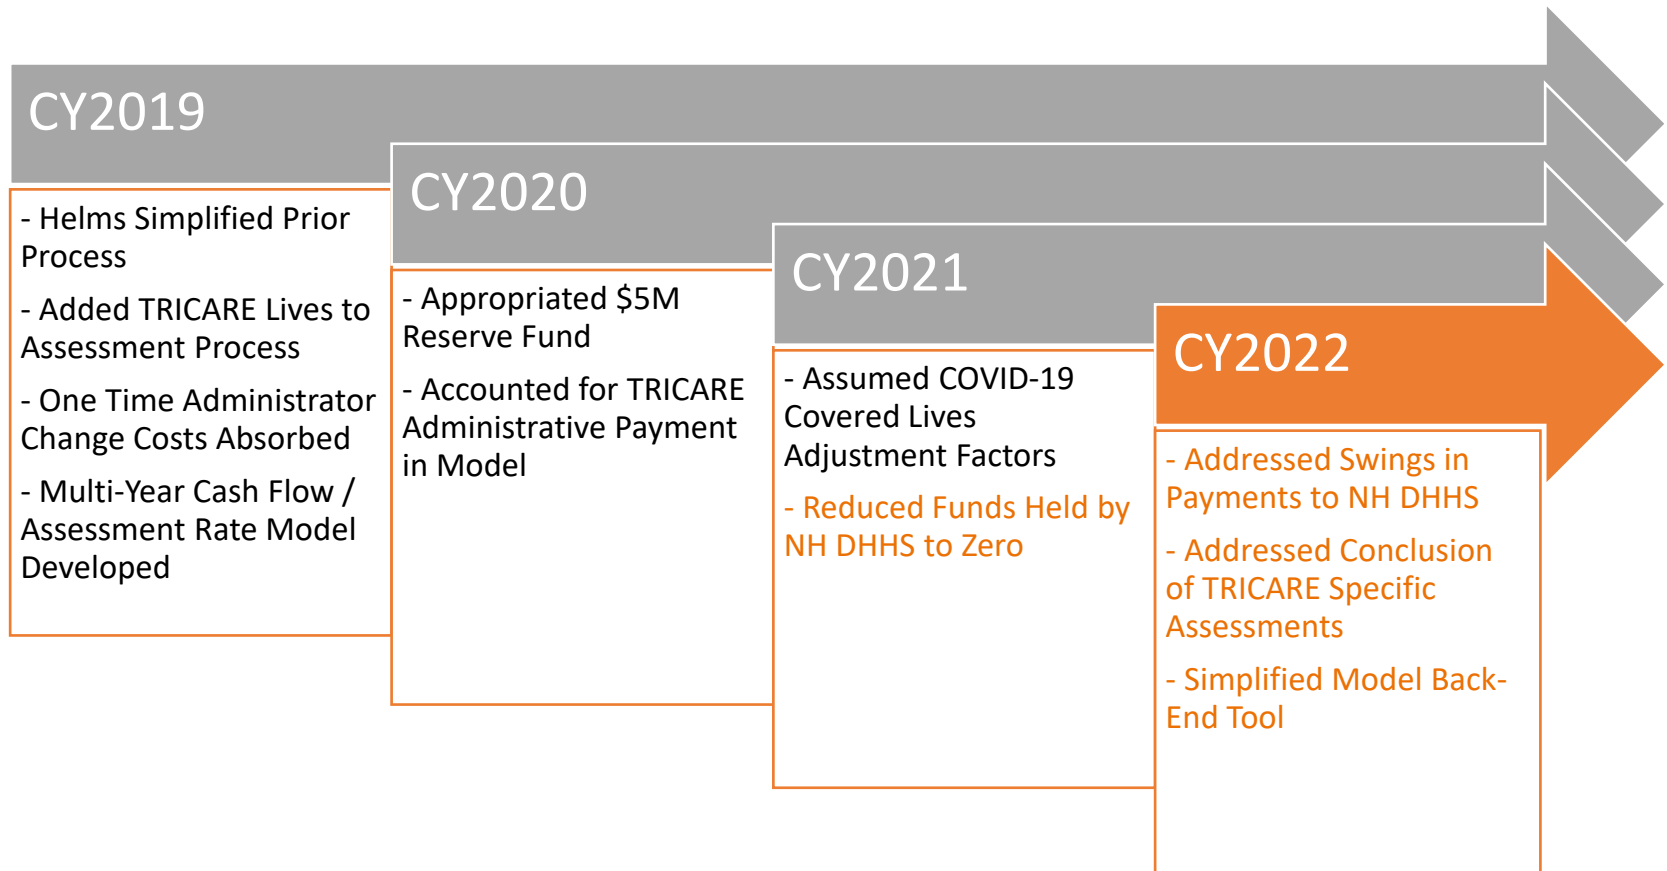 CY2019
- Helms Simplified Prior
Process
- Added TRICARE Lives to
Assessment Process
- One Time Administrator
Change Costs Absorbed
- Multi-Year Cash Flow /
Assessment Rate Model
Developed
CY2020
- Appropriated $5M
Reserve Fund
- Accounted for TRICARE
Administrative Payment
in Model
CY2021
- Assumed COVID-19
Covered Lives
Adjustment Factors
- Reduced Funds Held by
NH DHHS to Zero
CY2022
- Addressed Swings in
Payments to NH DHHS
- Addressed Conclusion
of TRICARE Specific
Assessments
- Simplified Model Back-
End Tool